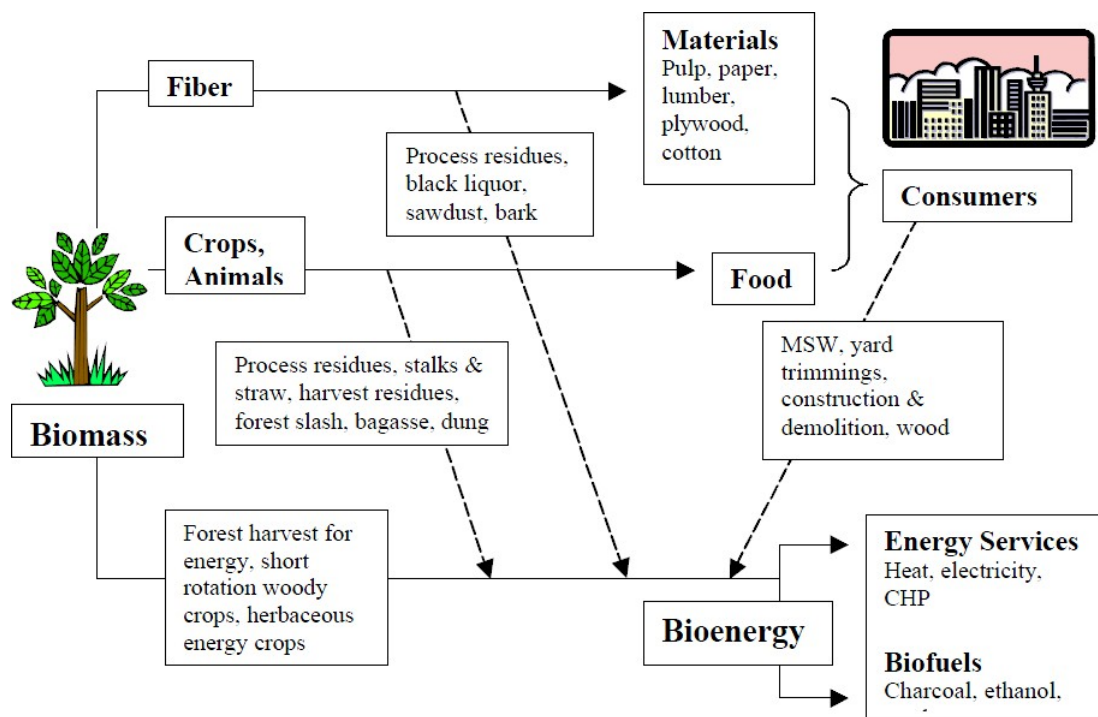 Materials
Pulp, paper,
lumber,
plywood,
cotton
Fiber
Process residues,
black liquor,
sawdust, bark
Consumers
Crops,
Animals
Food
Process residues, stalks &
straw, harvest residues,
forest slash, bagasse, dung
MSW, yard
trimmings,
construction &
demolition, wood
Biomass
Forest harvest for
energy, short
rotation woody
crops, herbaceous
energy crops
Energy Services
Heat, electricity,
CHP
Bioenergy
Biofuels
Charcoal, ethanol,